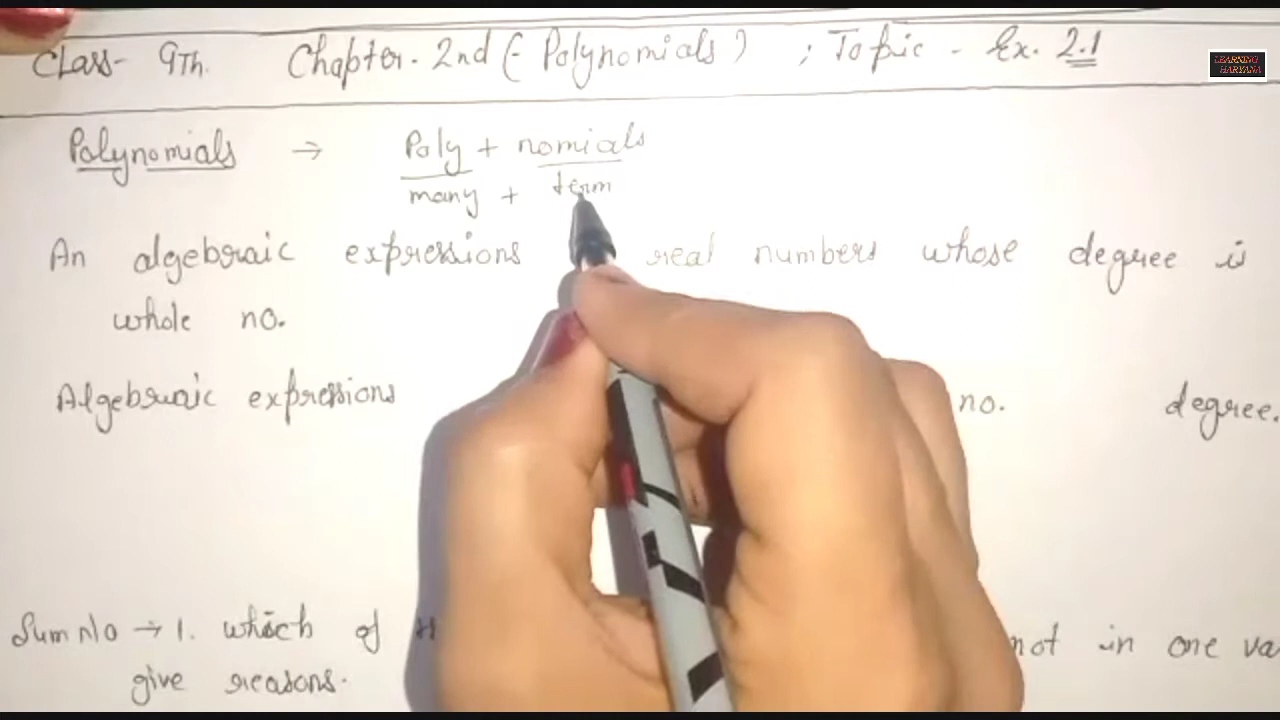 Class- 9Th. Chapter. 2nd (- Polynomials) ; Topic - Ex. 2.1
LEARNING
HARYANA
Polynomials → Poly + nomials
many + term
An algebraic expressions real numbers whose degree is
whole no.
Algebraic expressions no. degree.
Sum No → 1. which of not in one
give reasons.